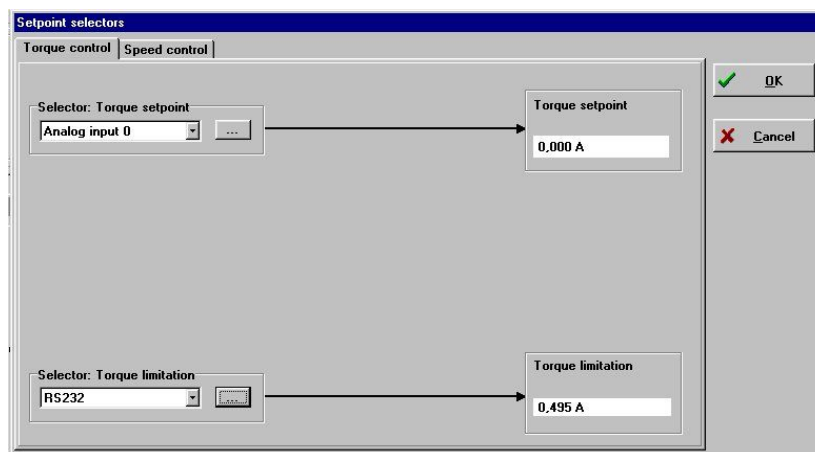 Setpoint selectors
Torque control
Speed control
OK
Cancel
Selector: Torque setpoint
Analog input 0
...
Torque setpoint
0,000 A
Selector: Torque limitation
RS232
...
Torque limitation
0,495 A